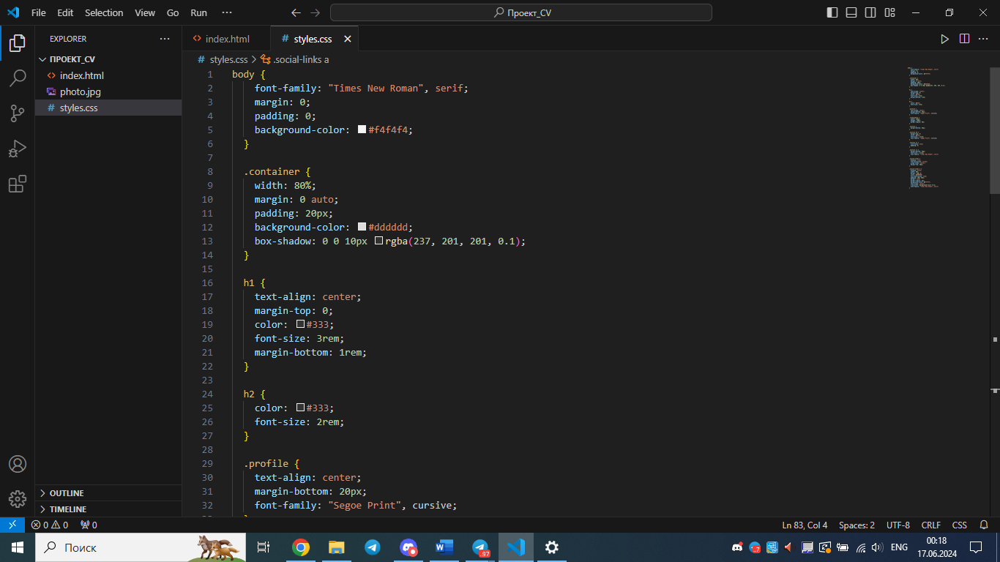 File Edit Selection View Go Run ··· Проект_CV
EXPLORER ···
ПРОЕКТ_CV
index.html
photo.jpg
styles.css
OUTLINE
TIMELINE
index.html
styles.css
styles.css > .social-links a
1 body {
2 font-family: "Times New Roman", serif;
3 margin: 0;
4 padding: 0;
5 background-color: #f4f4f4;
6 }
7
8 .container {
9 width: 80%;
10 margin: 0 auto;
11 padding: 20px;
12 background-color: #dddddd;
13 box-shadow: 0 0 10px rgba(237, 201, 201, 0.1);
14 }
15
16 h1 {
17 text-align: center;
18 margin-top: 0;
19 color: #333;
20 font-size: 3rem;
21 margin-bottom: 1rem;
22 }
23
24 h2 {
25 color: #333;
26 font-size: 2rem;
27 }
28
29 .profile {
30 text-align: center;
31 margin-bottom: 20px;
32 font-family: "Segoe Print", cursive;
0 0 0 Ln 83, Col 4 Spaces: 2 UTF-8 CRLF CSS
Поиск
97
ENG
00:18
17.06.2024